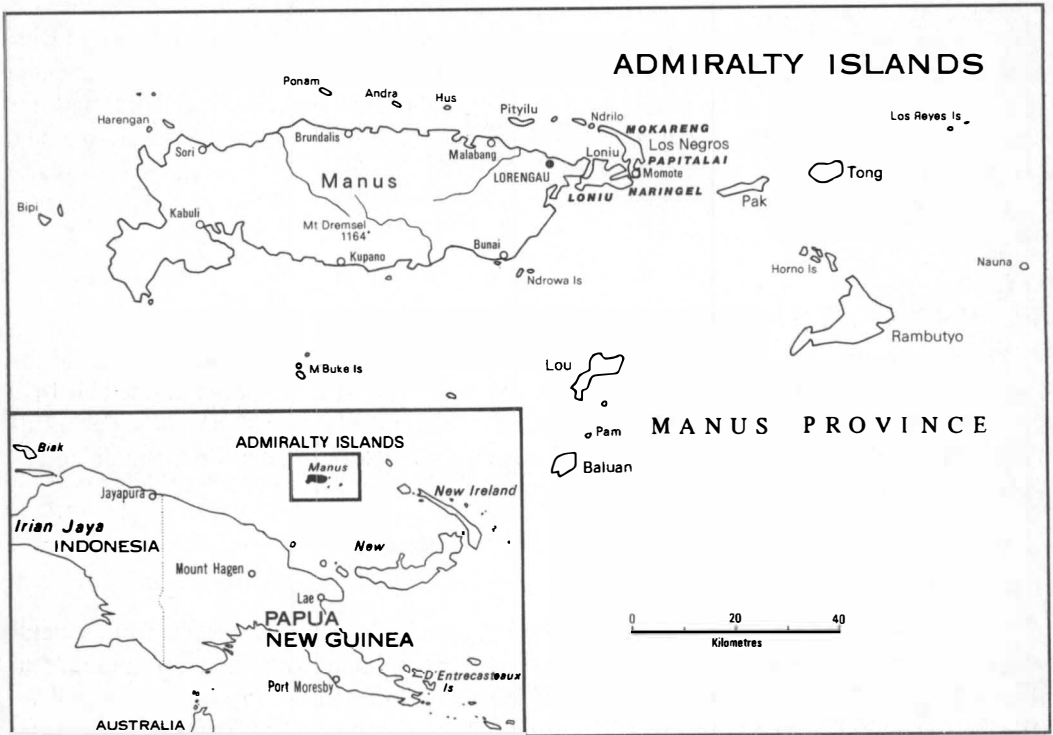 ADMIRALTY ISLANDS
Ponam
Andra
Hus
Pityilu
Ndrilo
Harengan
Los Reyes Is
MOKARENG
Los Negros
Brundalis
Sori
Malabang
Loniu
PAPITALAI
LORENGAU
Momote
Tong
Manus
LONIU
NARINGEL
Pak
Bipi
Kabuli
Mt Dremsel
1164
Bunai
Kupano
Ndrowa Is
Horno Is
Nauna
Rambutyo
Lou
M Buke Is
Pam
MANUS PROVINCE
Baluan
ADMIRALTY ISLANDS
Manus
Biak
Jayapura
New Ireland
Irian Jaya
INDONESIA
New
Mount Hagen
Lae
PAPUA
NEW GUINEA
D'Entrecasteaux
Is
Port Moresby
AUSTRALIA
0 20 40
Kilometres